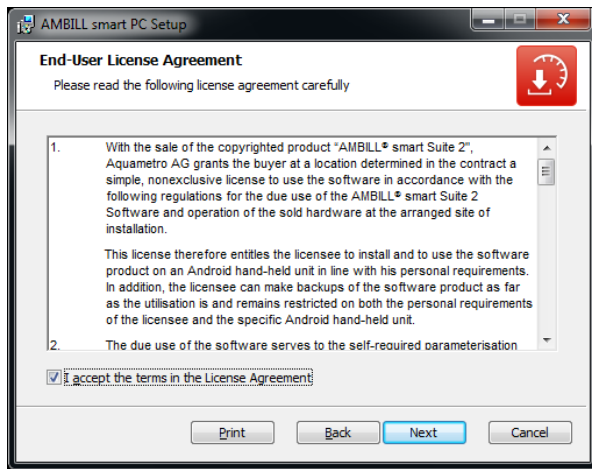 AMBILL smart PC Setup
End-User License Agreement
Please read the following license agreement carefully
1. With the sale of the copyrighted product “AMBILL® smart Suite 2”,
Aquametro AG grants the buyer at a location determined in the contract a
simple, nonexclusive license to use the software in accordance with the
following regulations for the due use of the AMBILL® smart Suite 2
Software and operation of the sold hardware at the arranged site of
installation.
This license therefore entitles the licensee to install and to use the software
product on an Android hand-held unit in line with his personal requirements.
In addition, the licensee can make backups of the software product as far
as the utilisation is and remains restricted on both the personal requirements
of the licensee and the specific Android hand-held unit.
2. The due use of the software serves to the self-required parameterisation
I accept the terms in the License Agreement
Print Back Next Cancel